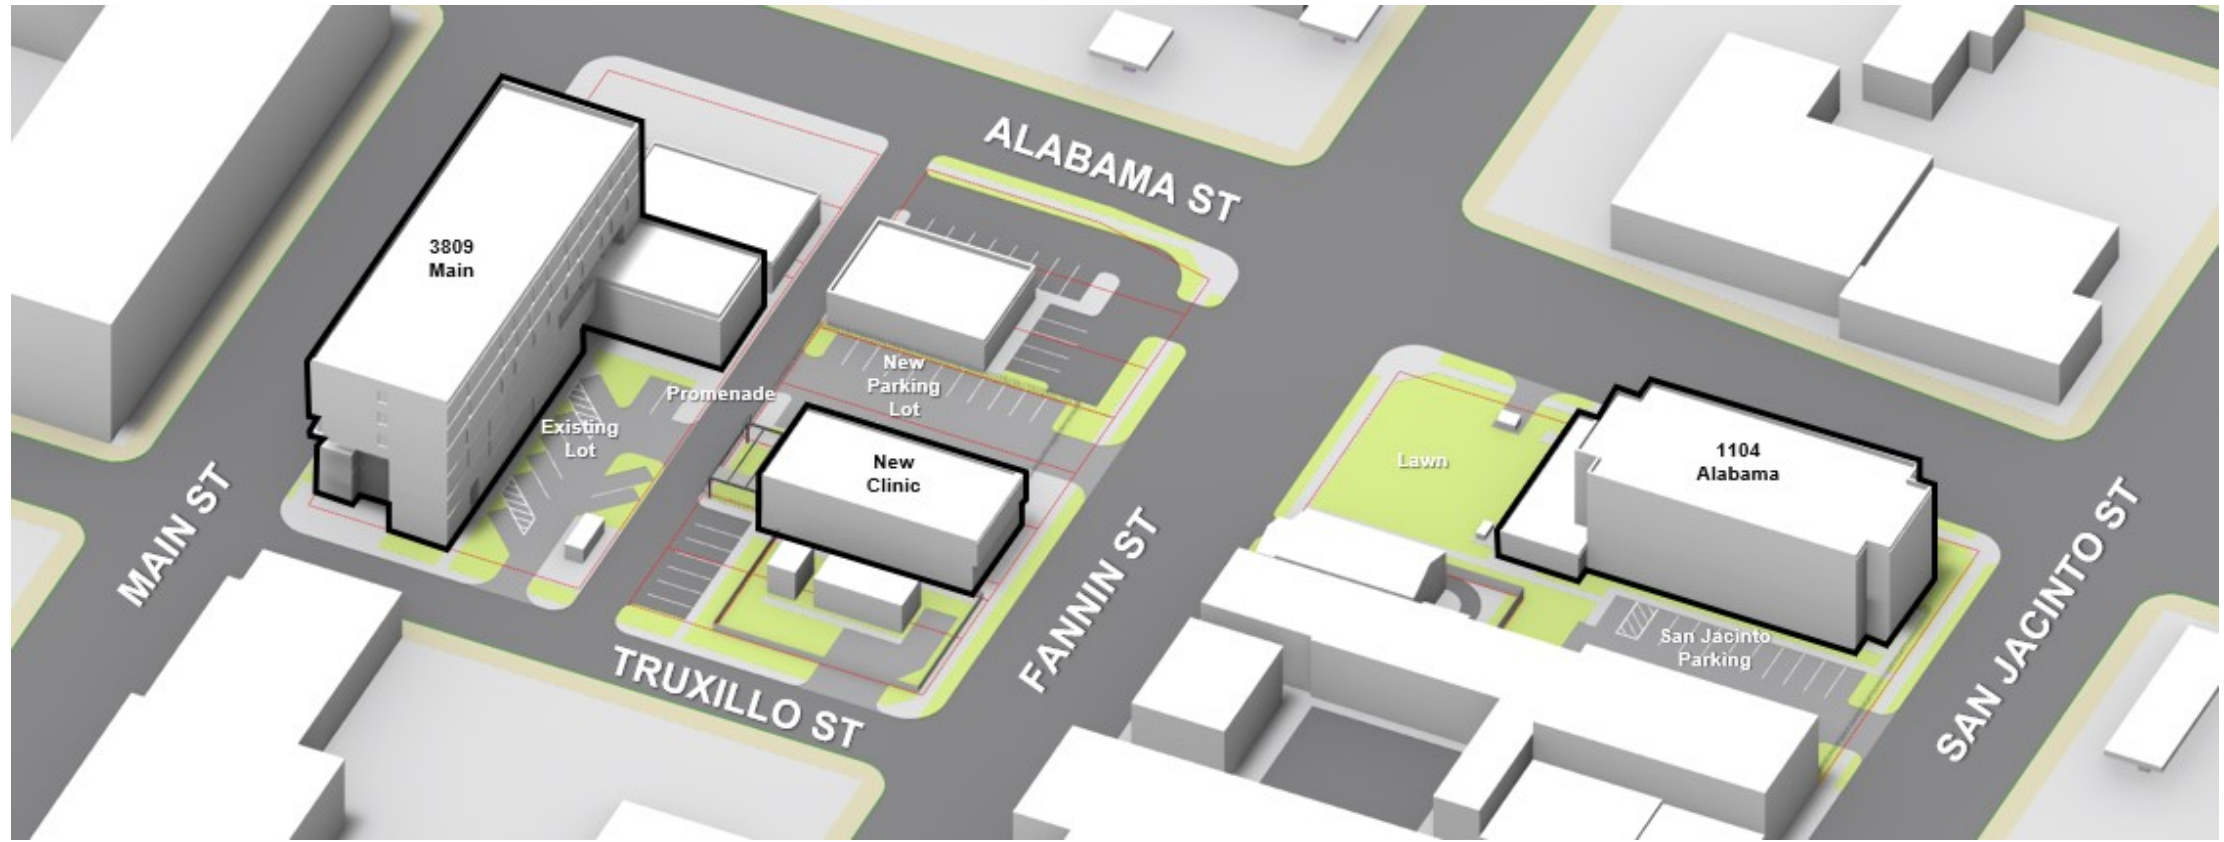 ALABAMA ST
3809
Main
New
Parking
Lot
Promenade
Existing
Lot
New
Clinic
Lawn
1104
Alabama
MAIN ST
FANNIN ST
SAN JACINTO ST
San Jacinto
Parking
TRUXILLO ST